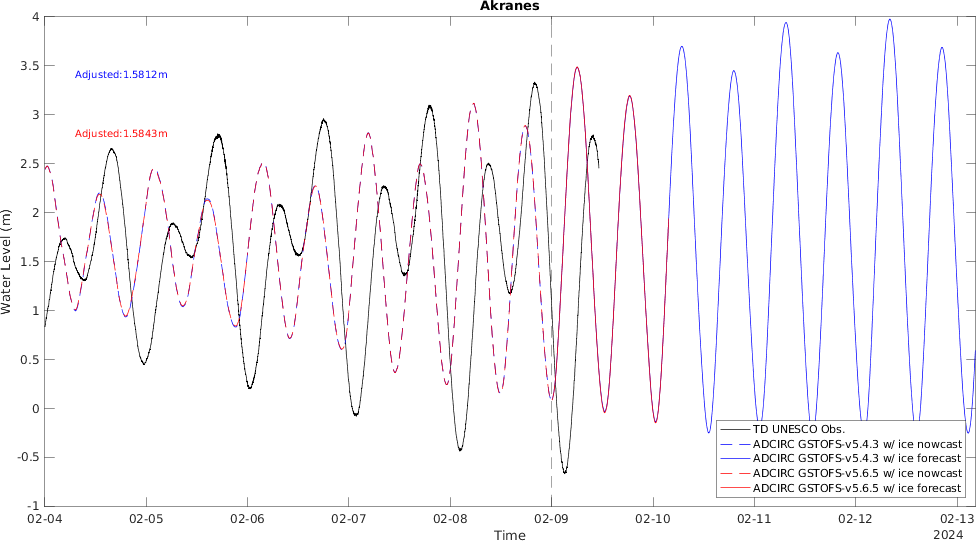 Akranes
Adjusted:1.5812m
Adjusted:1.5843m
Water Level (m)
4
3.5
3
2.5
2
1.5
1
0.5
0
-0.5
-1
TD UNESCO Obs.
ADCIRC GSTOFS-v5.4.3 w/ ice nowcast
ADCIRC GSTOFS-v5.4.3 w/ ice forecast
ADCIRC GSTOFS-v5.6.5 w/ ice nowcast
ADCIRC GSTOFS-v5.6.5 w/ ice forecast
02-04 02-05 02-06 02-07 02-08 02-09 02-10 02-11 02-12 02-13
Time
2024